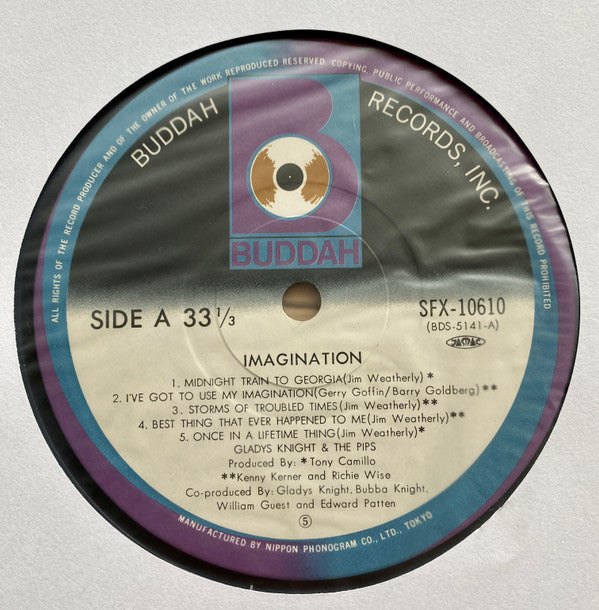 ALL RIGHTS OF THE RECORD PRODUCER AND OF THE OWNER OF THE WORK REPRODUCED RESERVED. COPYING, PUBLIC PERFORMANCE AND BROADCASTING OF THIS RECORD PROHIBITED
BUDDAH RECORDS, INC.
B
BUDDAH
SIDE A 33 1/3
SFX-10610
(BDS-5141-A)
JASRAC
IMAGINATION
1. MIDNIGHT TRAIN TO GEORGIA(Jim Weatherly)*
2. I'VE GOT TO USE MY IMAGINATION(Gerry Goffin/Barry Goldberg)**
3. STORMS OF TROUBLED TIMES(Jim Weatherly)**
4. BEST THING THAT EVER HAPPENED TO ME(Jim Weatherly)**
5. ONCE IN A LIFETIME THING(Jim Weatherly)*
GLADYS KNIGHT & THE PIPS
Produced By: *Tony Camillo
**Kenny Kerner and Richie Wise
Co-produced By: Gladys Knight, Bubba Knight,
William Guest and Edward Patten
⑤
MANUFACTURED BY NIPPON PHONOGRAM CO., LTD., TOKYO